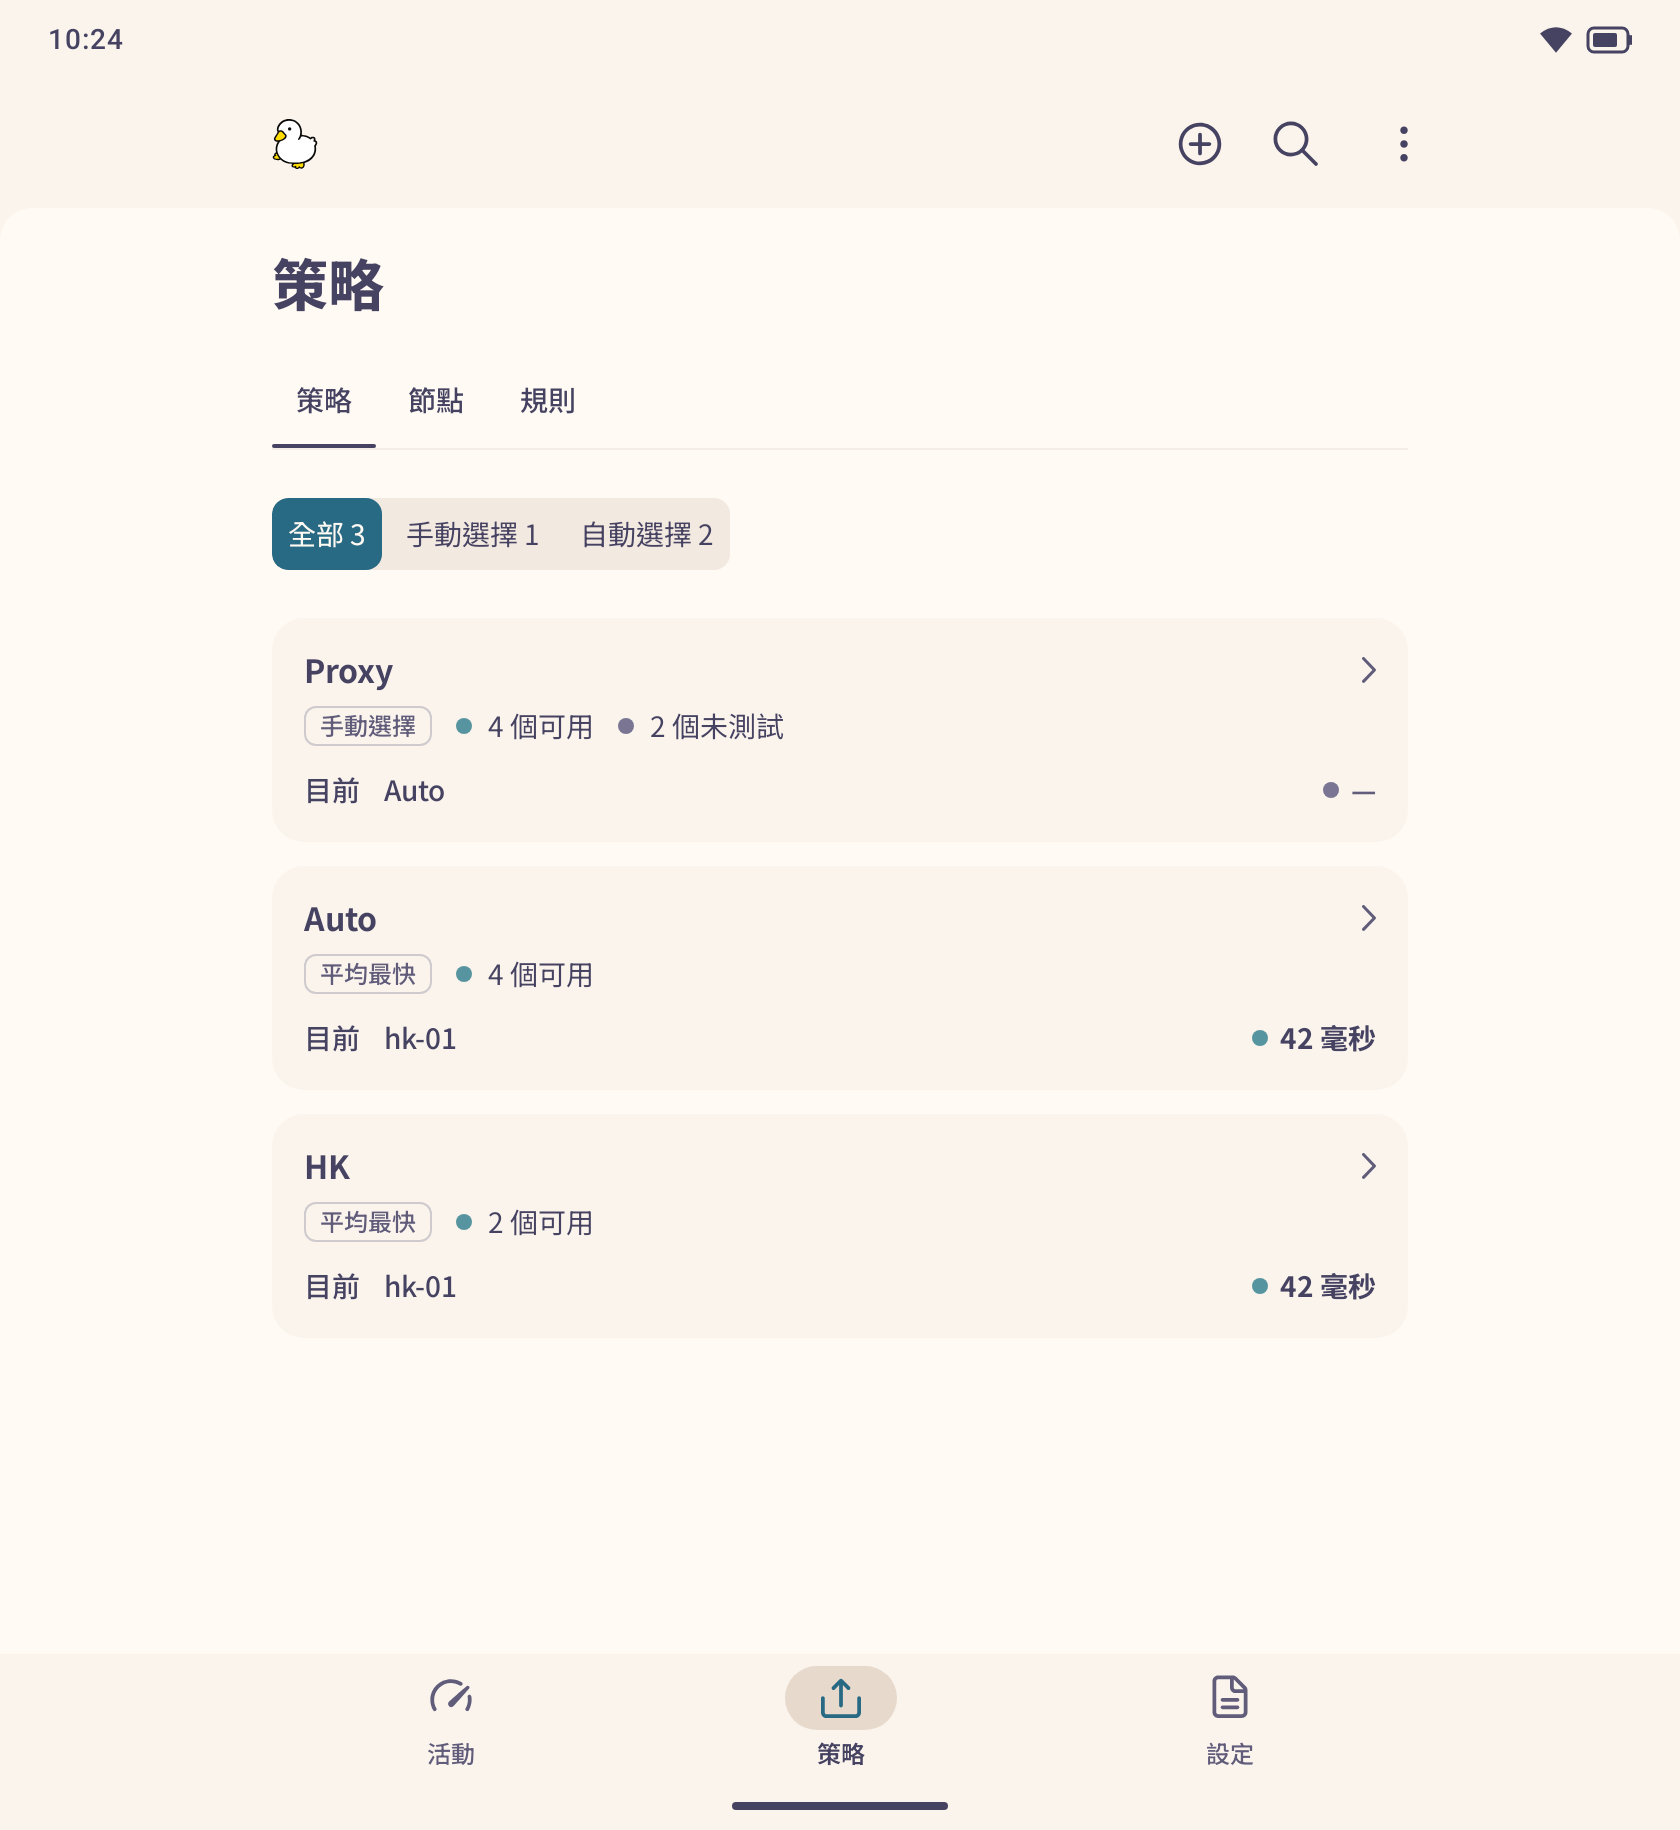 10:24
策略
策略 節點 規則
全部 3 手動選擇 1 自動選擇 2
Proxy
手動選擇 4 個可用 2 個未測試
目前 Auto —
Auto
平均最快 4 個可用
目前 hk-01 42 毫秒
HK
平均最快 2 個可用
目前 hk-01 42 毫秒
活動 策略 設定